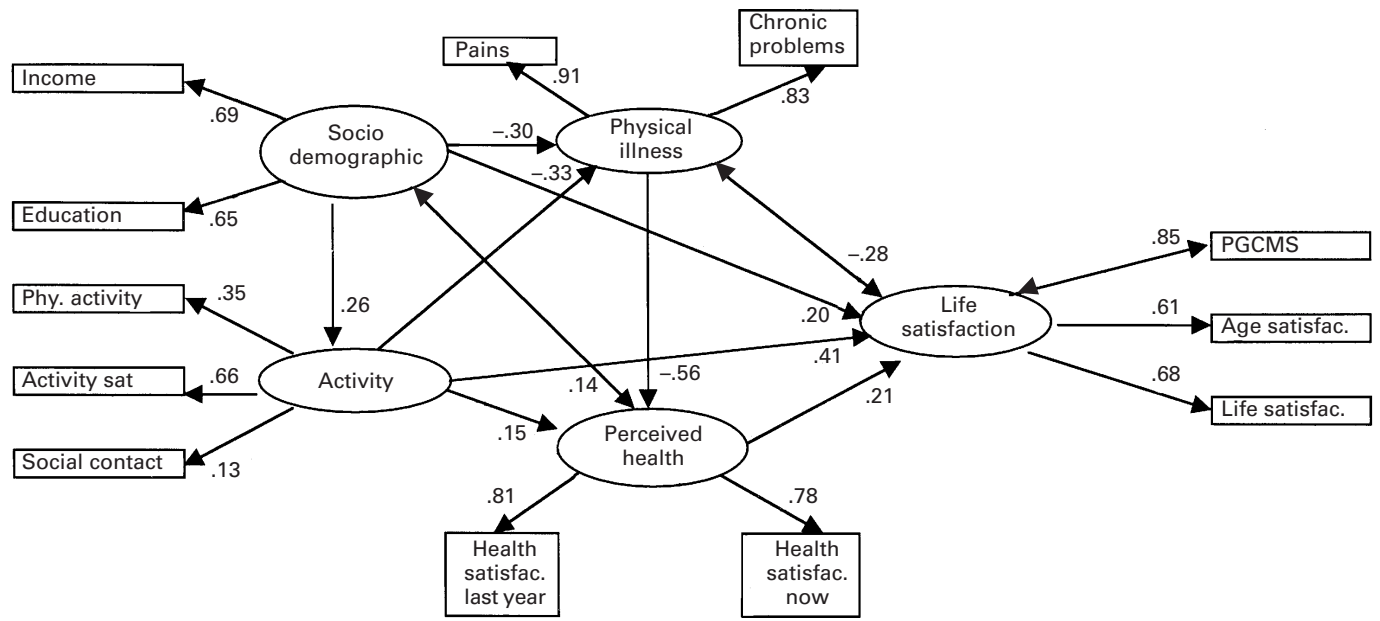 Chronic
problems
Pains
.91
.83
Income
.69
Socio
demographic
–.30
Physical
illness
–.33
Education
.65
PGCMS
.85
–.28
Phy. activity
.35
.26
Life
satisfaction
.20
.61
Age satisfac.
Activity sat
.66
Activity
.41
.14
–.56
.21
.68
Life satisfac.
.15
Perceived
health
Social contact
.13
.81
.78
Health
satisfac.
last year
Health
satisfac.
now